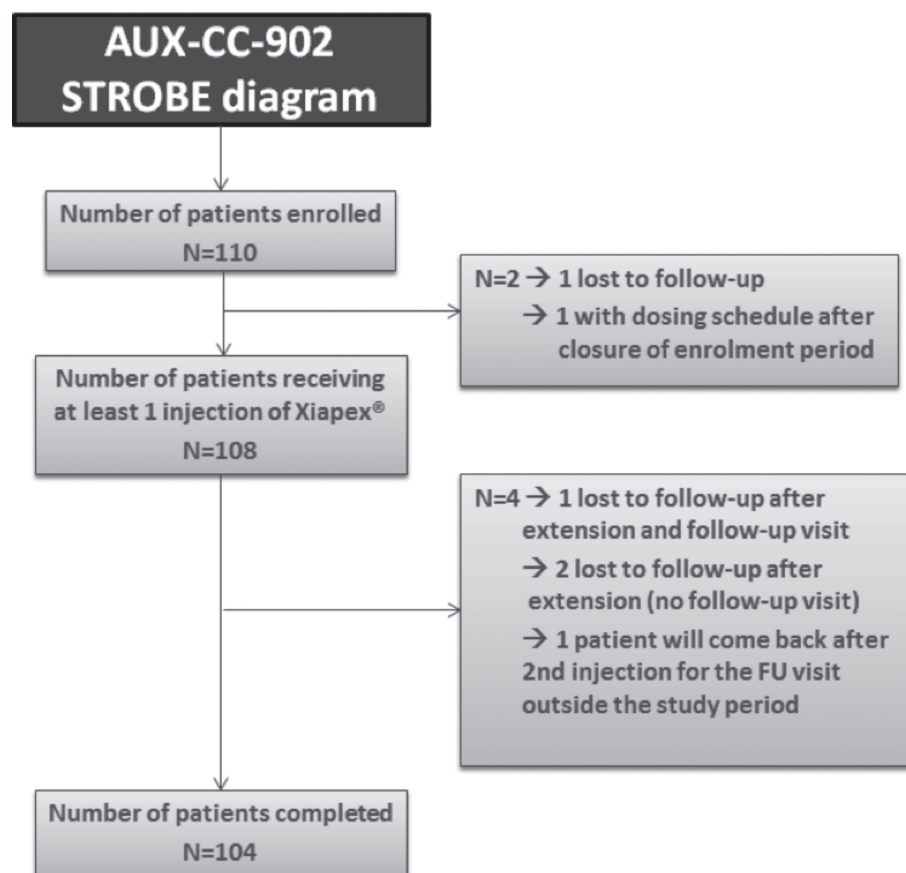 AUX-CC-902
STROBE diagram
Number of patients enrolled
N=110
N=2 → 1 lost to follow-up
→ 1 with dosing schedule after
closure of enrolment period
Number of patients receiving
at least 1 injection of Xiapex®
N=108
N=4 → 1 lost to follow-up after
extension and follow-up visit
→ 2 lost to follow-up after
extension (no follow-up visit)
→ 1 patient will come back after
2nd injection for the FU visit
outside the study period
Number of patients completed
N=104